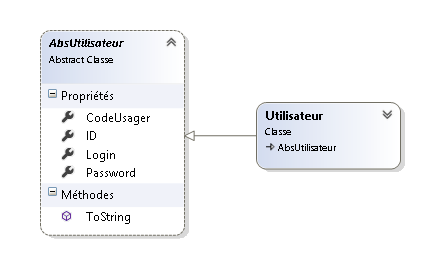 AbsUtilisateur
Abstract Classe
Propriétés
CodeUsager
ID
Login
Password
Méthodes
ToString
Utilisateur
Classe
AbsUtilisateur